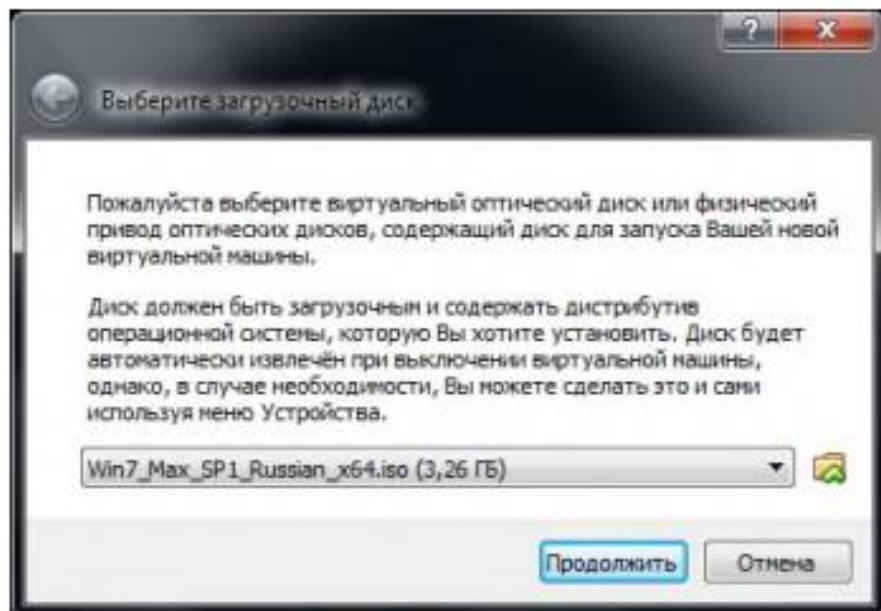 ?
Выберите загрузочный диск
Пожалуйста выберите виртуальный оптический диск или физический
привод оптических дисков, содержащий диск для запуска Вашей новой
виртуальной машины.
Диск должен быть загрузочным и содержать дистрибутив
операционной системы, которую Вы хотите установить. Диск будет
автоматически извлечён при выключении виртуальной машины,
однако, в случае необходимости, Вы можете сделать это и сами
используя меню Устройства.
Win7_Max_SP1_Russian_x64.iso (3,26 ГБ)
Продолжить Отмена